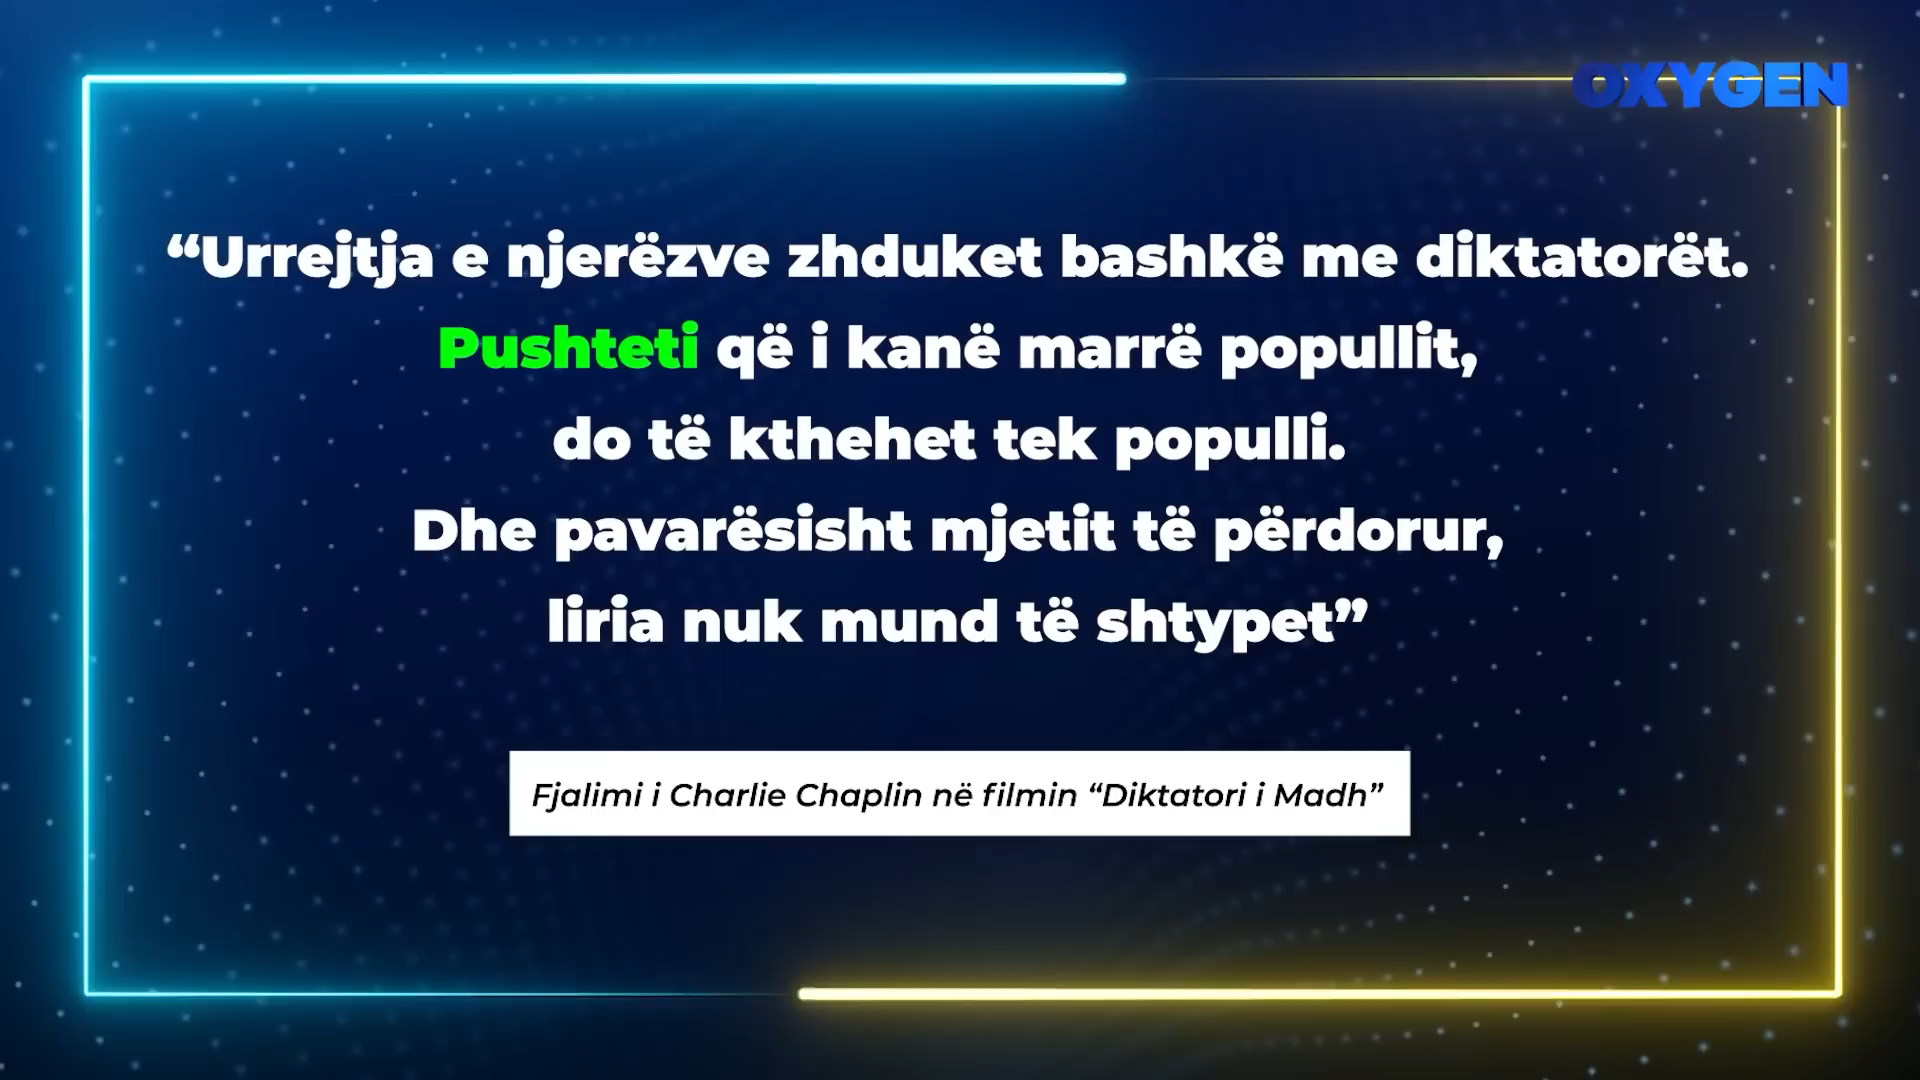 OXYGEN
“Urrejtja e njerëzve zhduket bashkë me diktatorët.
Pushteti që i kanë marrë popullit,
do të kthehet tek populli.
Dhe pavarësisht mjetit të përdorur,
liria nuk mund të shtypet”
Fjalimi i Charlie Chaplin në filmin “Diktatori i Madh”